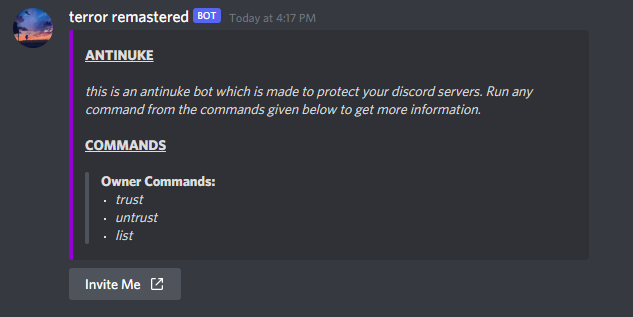 terror remastered BOT Today at 4:17 PM
ANTINUKE
this is an antinuke bot which is made to protect your discord servers. Run any
command from the commands given below to get more information.
COMMANDS
Owner Commands:
• trust
• untrust
• list
Invite Me